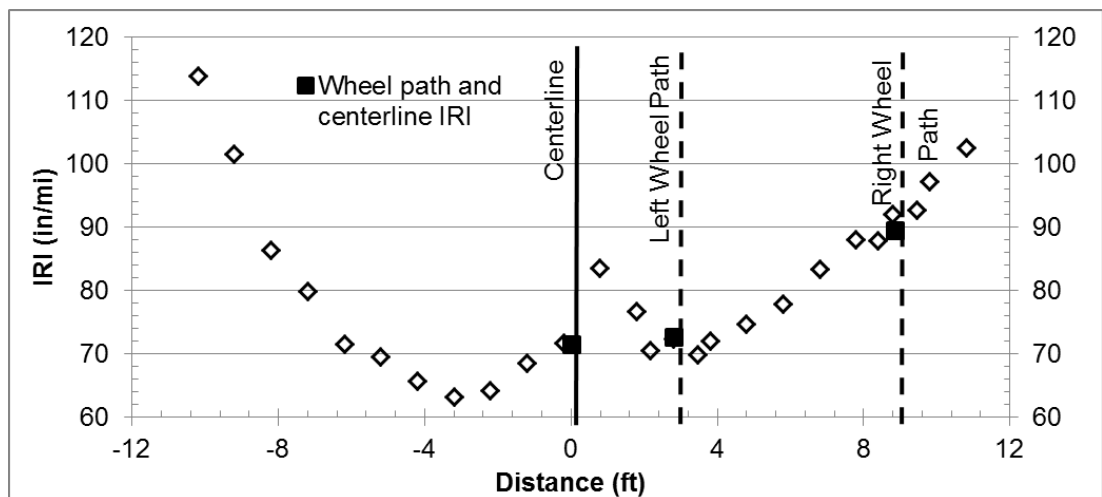 120
110
100
90
80
70
60
IRI (in/mi)
Wheel path and
centerline IRI
Centerline
Left Wheel Path
Right Wheel
Path
120
110
100
90
80
70
60
-12
-8
-4
0
4
8
12
Distance (ft)